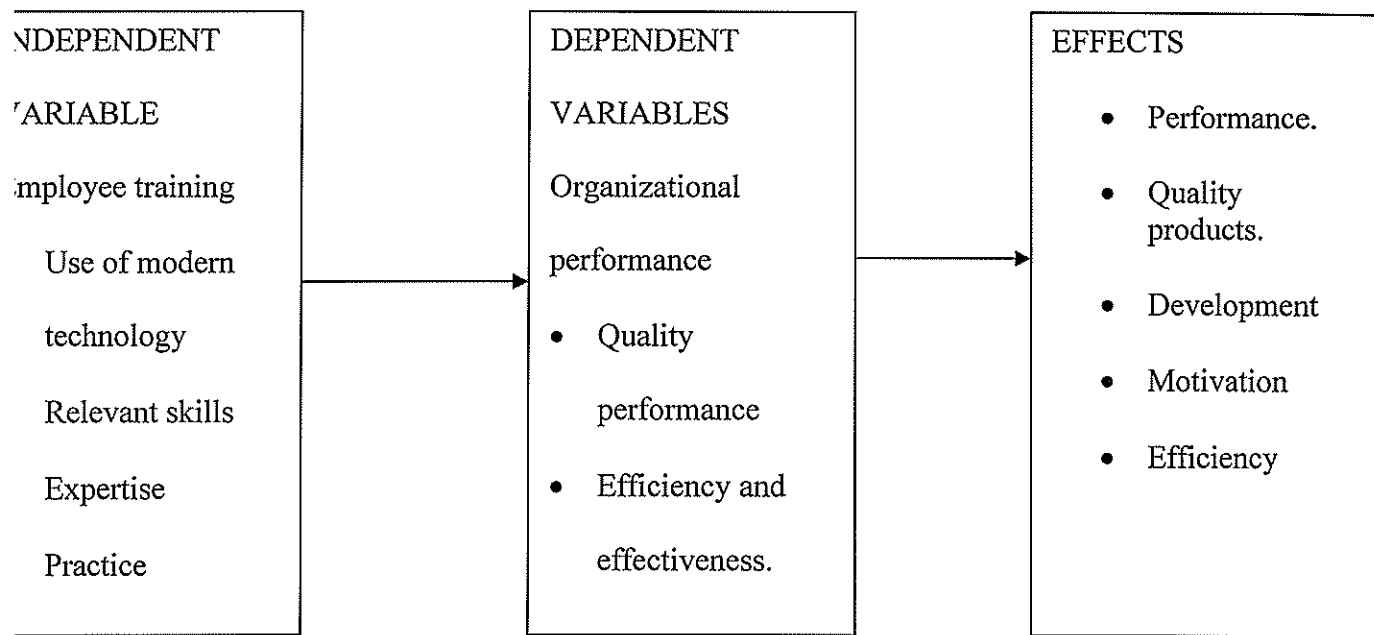 NDEPENDENT
ARIABLE
mployee training
Use of modern
technology
Relevant skills
Expertise
Practice
DEPENDENT
VARIABLES
Organizational
performance
• Quality
performance
• Efficiency and
effectiveness.
EFFECTS
• Performance.
• Quality
products.
• Development
• Motivation
• Efficiency